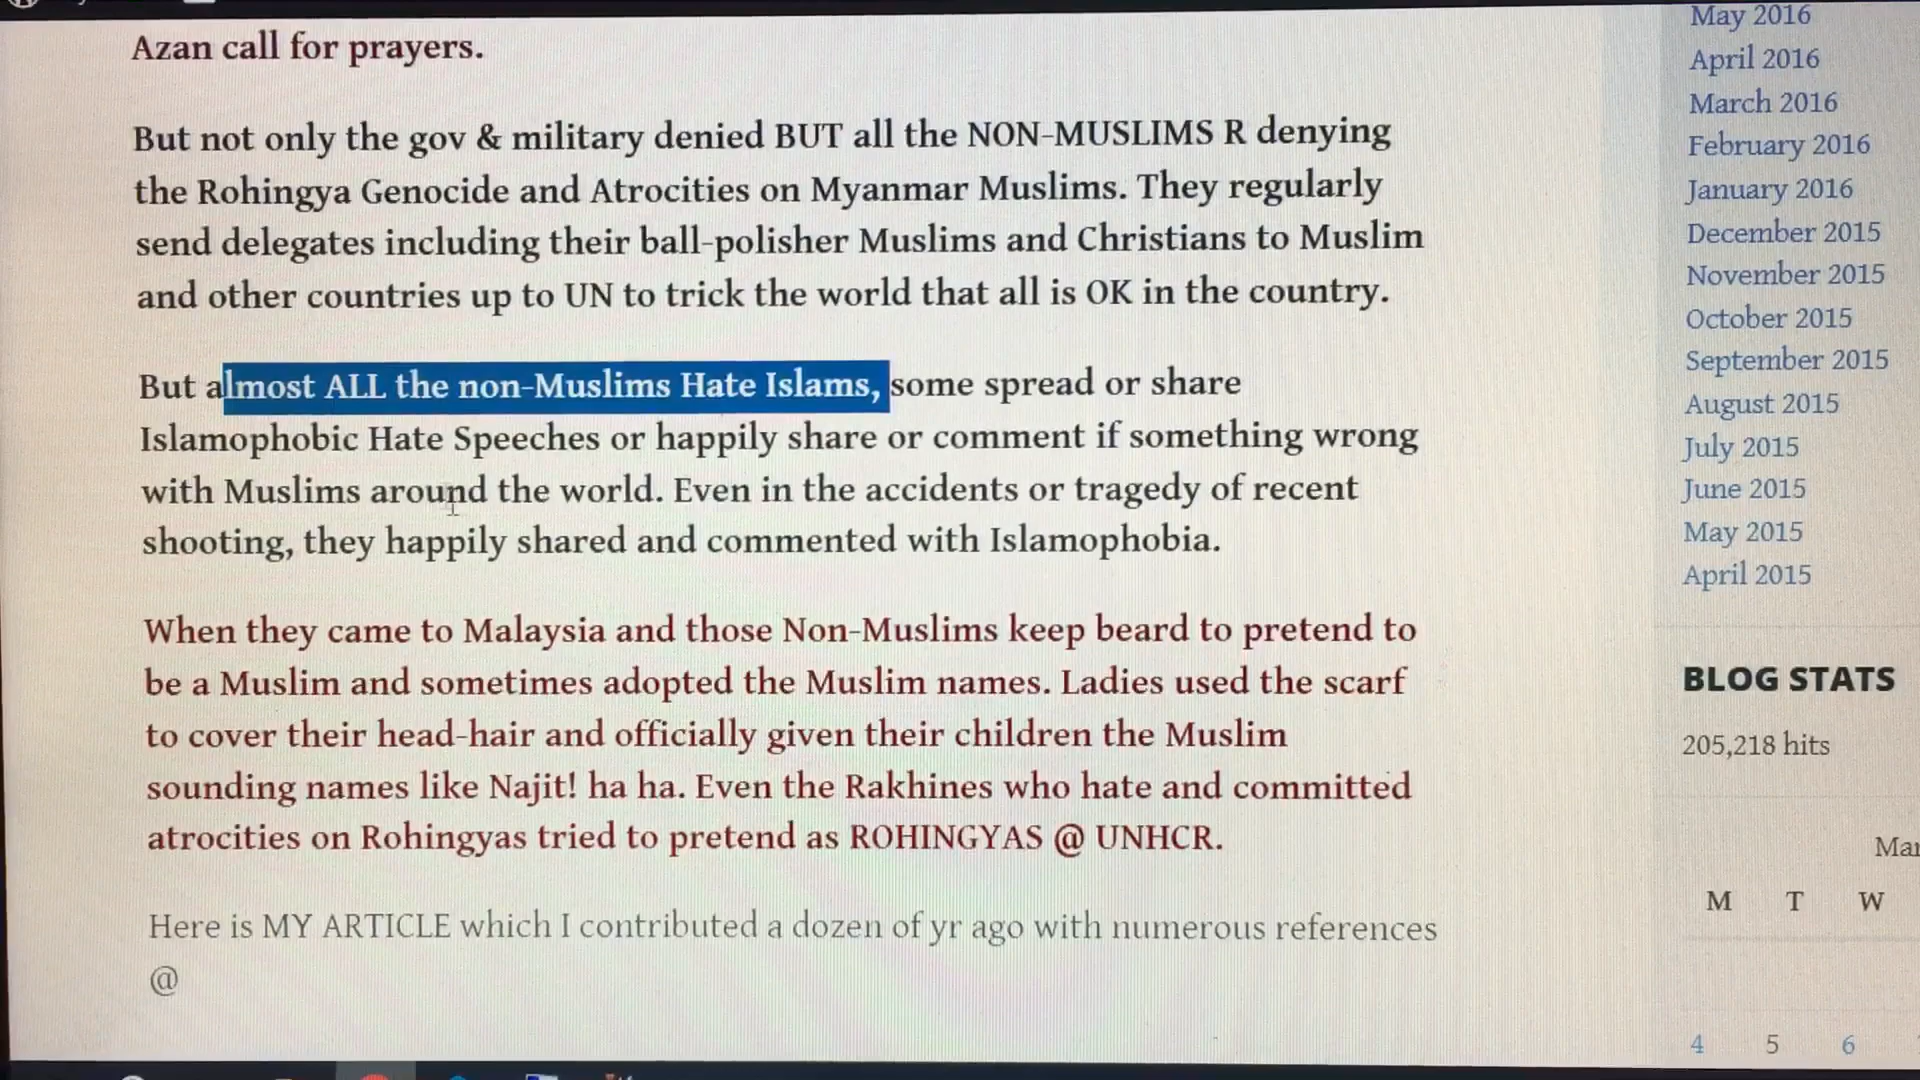 Azan call for prayers.
But not only the gov & military denied BUT all the NON-MUSLIMS R denying
the Rohingya Genocide and Atrocities on Myanmar Muslims. They regularly
send delegates including their ball-polisher Muslims and Christians to Muslim
and other countries up to UN to trick the world that all is OK in the country.
But almost ALL the non-Muslims Hate Islams, some spread or share
Islamophobic Hate Speeches or happily share or comment if something wrong
with Muslims around the world. Even in the accidents or tragedy of recent
shooting, they happily shared and commented with Islamophobia.
When they came to Malaysia and those Non-Muslims keep beard to pretend to
be a Muslim and sometimes adopted the Muslim names. Ladies used the scarf
to cover their head-hair and officially given their children the Muslim
sounding names like Najit! ha ha. Even the Rakhines who hate and committed
atrocities on Rohingyas tried to pretend as ROHINGYAS @ UNHCR.
Here is MY ARTICLE which I contributed a dozen of yr ago with numerous references
@
May 2016
April 2016
March 2016
February 2016
January 2016
December 2015
November 2015
October 2015
September 2015
August 2015
July 2015
June 2015
May 2015
April 2015
BLOG STATS
205,218 hits
M T W
4 5 6